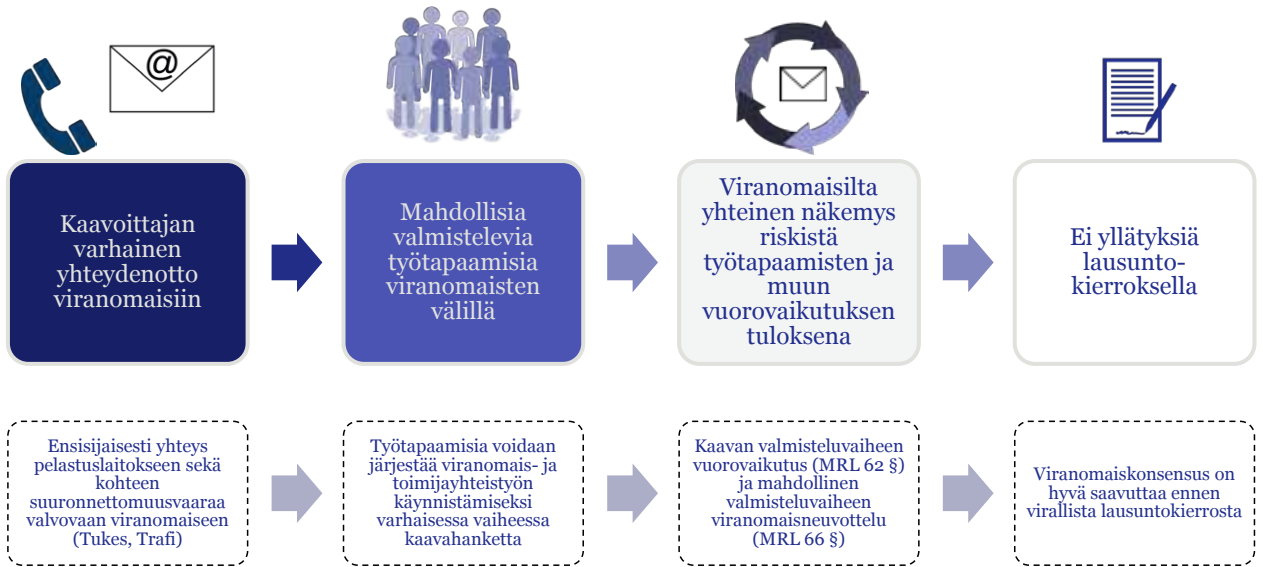 @
Kaavoittajan
varhainen
yhteydenotto
viranomaisiin
Mahdollisia
valmistelevia
työtapaamisia
viranomaisten
välillä
Viranomaisilta
yhteinen näkemys
riskistä
työtapaamisten ja
muun
vuorovaikutuksen
tuloksena
Ei yllätyksiä
lausunto-
kierroksella
Ensisijaisesti yhteys
pelastuslaitokseen sekä
kohteen
suuronnettomuusvaaraa
valvovaan viranomaiseen
(Tukes, Trafi)
Työtapaamisia voidaan
järjestää viranomais- ja
toimijayhteistyön
käynnistämiseksi
varhaisessa vaiheessa
kaavahanketta
Kaavan valmisteluvaiheen
vuorovaikutus (MRL 62 §)
ja mahdollinen
valmisteluvaiheen
viranomaisneuvottelu
(MRL 66 §)
Viranomaiskonsensus on
hyvä saavuttaa ennen
virallista lausuntokierrosta